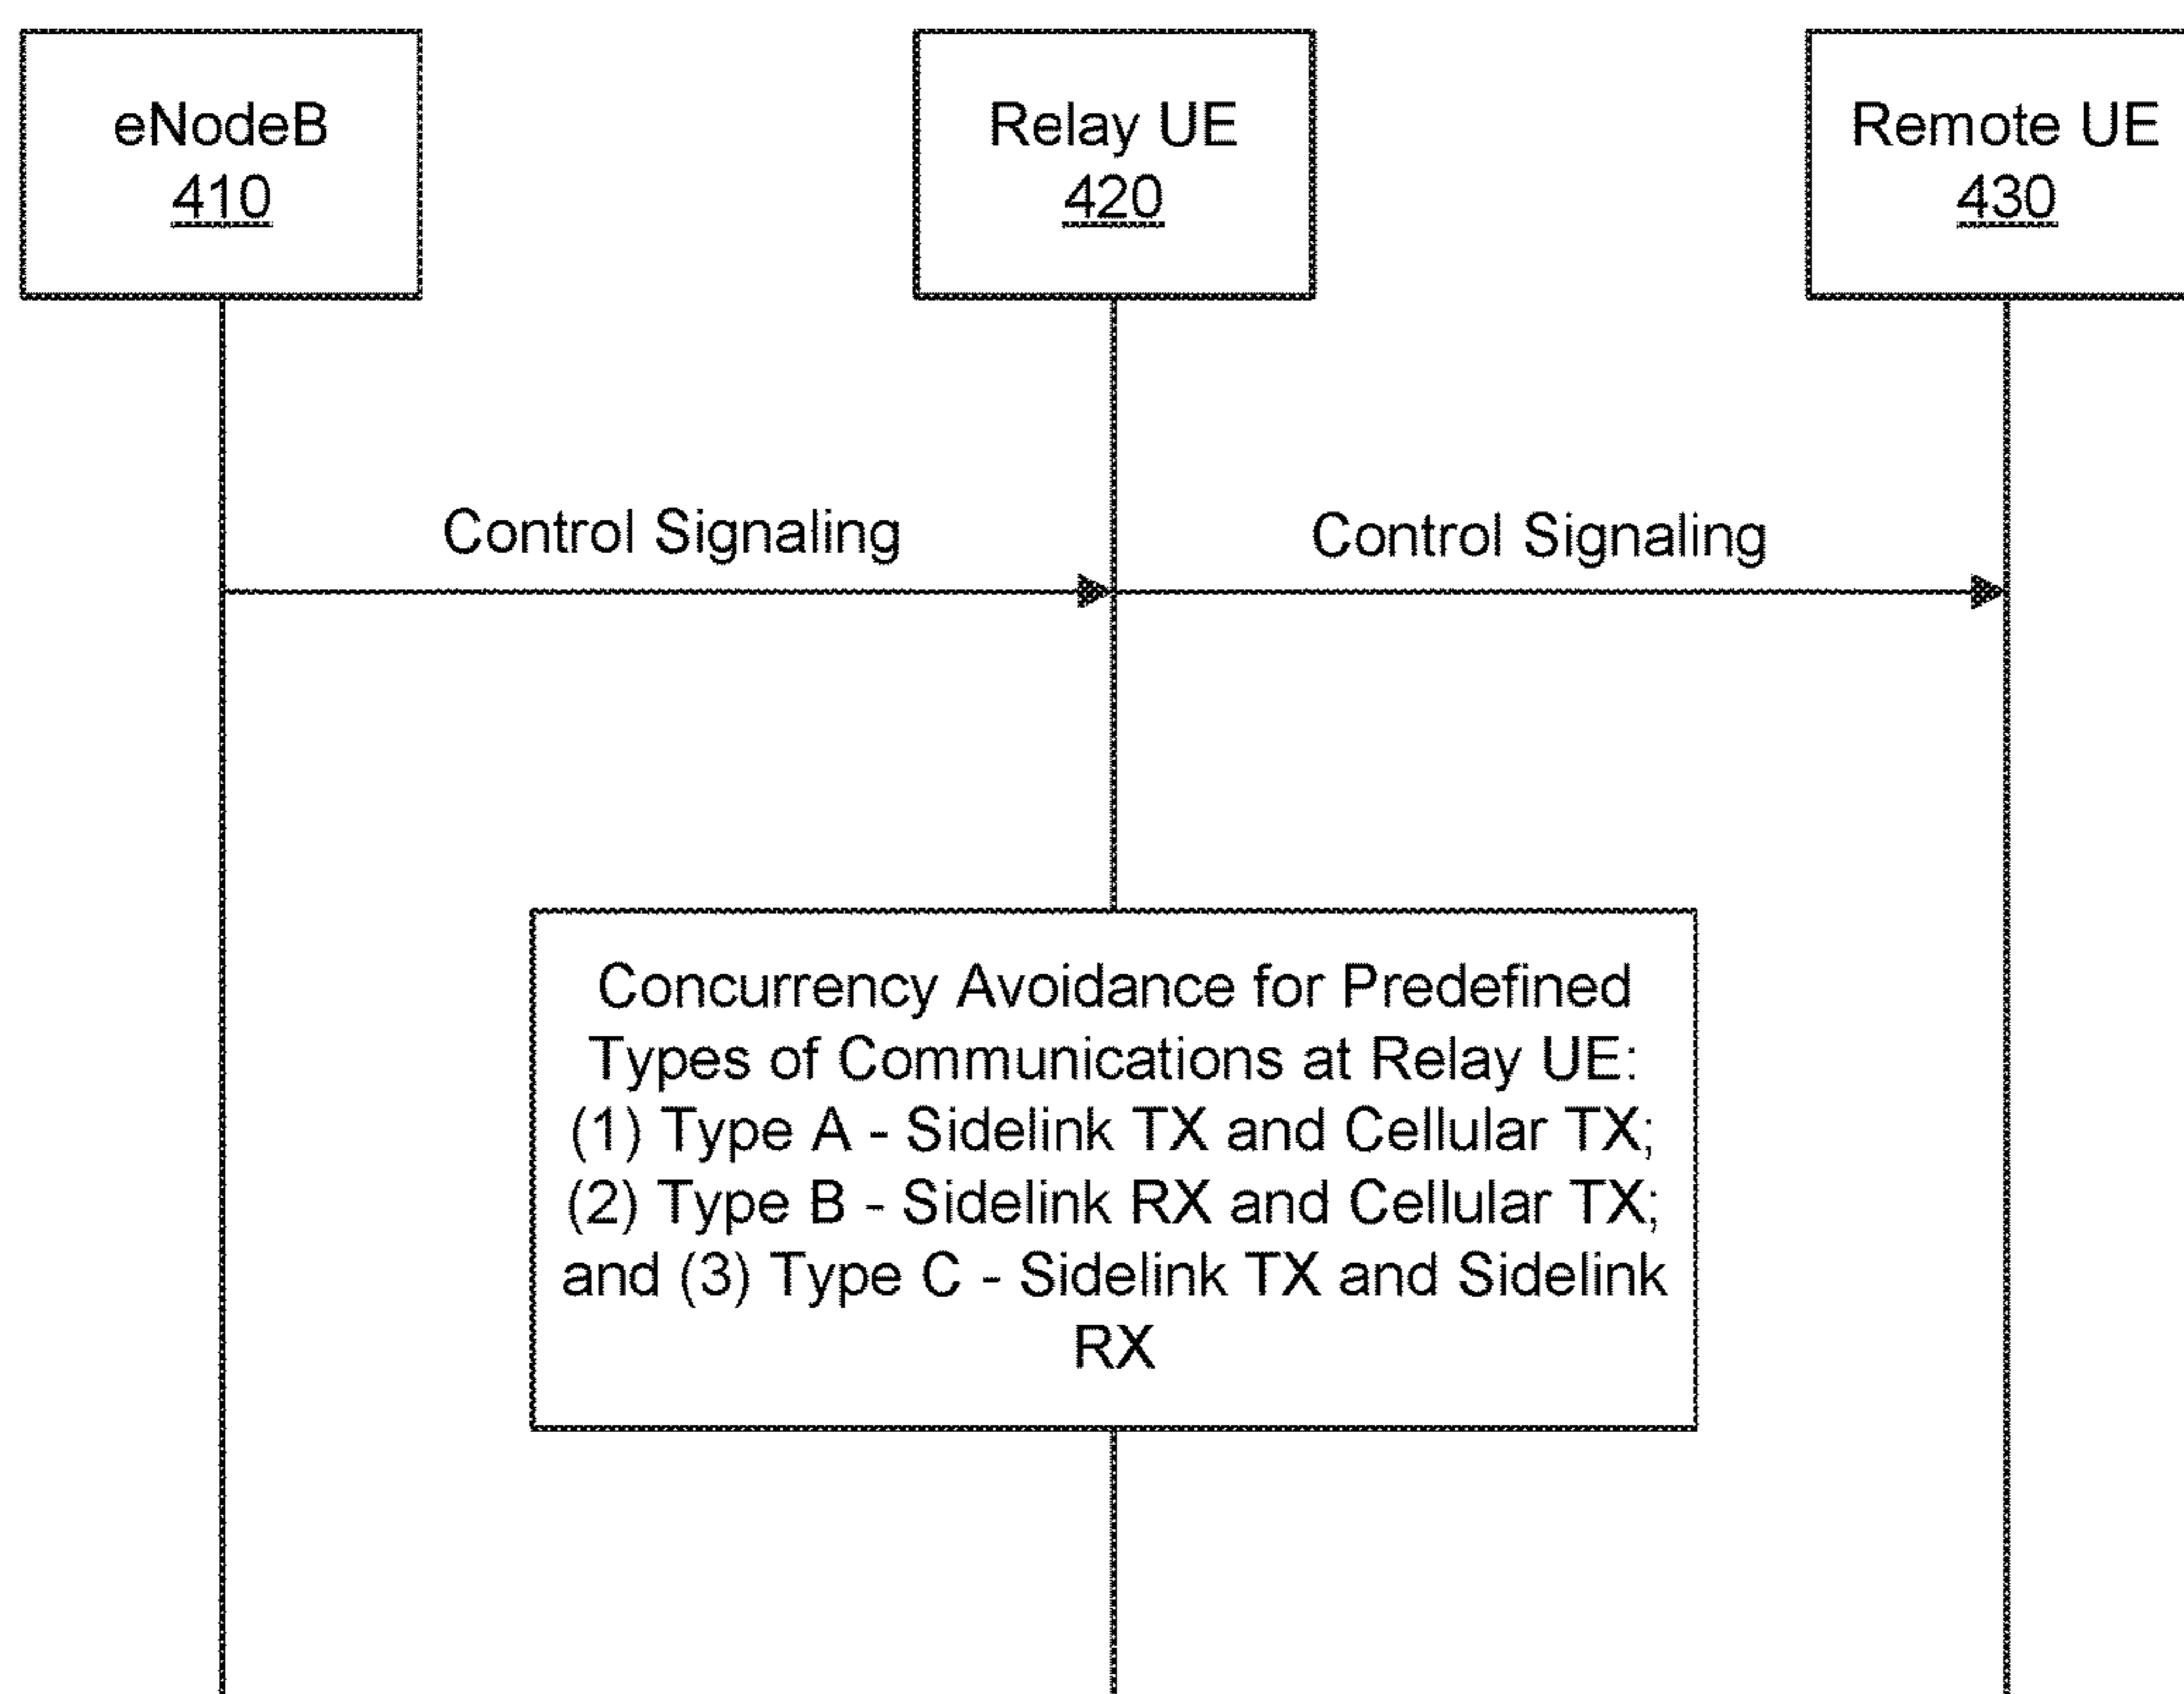 eNodeB
410
Relay UE
420
Remote UE
430
Control Signaling
Control Signaling
Concurrency Avoidance for Predefined
Types of Communications at Relay UE:
(1) Type A - Sidelink TX and Cellular TX;
(2) Type B - Sidelink RX and Cellular TX;
and (3) Type C - Sidelink TX and Sidelink
RX